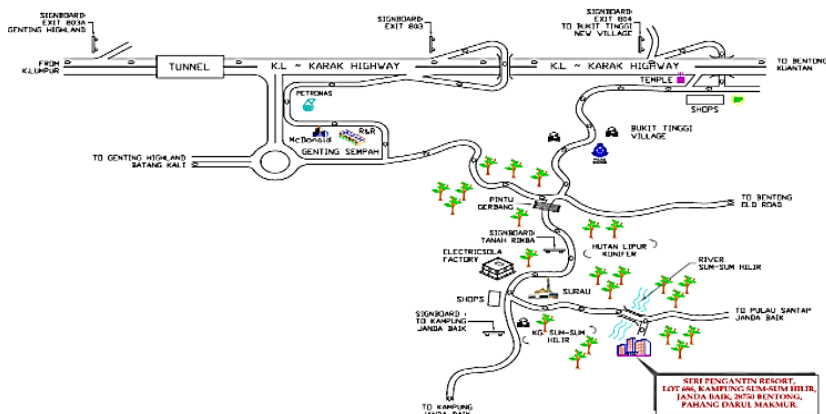 SIGNBOARD
EXIT 803A
GENTING HIGHLAND
SIGNBOARD
EXIT 803
SIGNBOARD
EXIT 804
TO BUKIT TINGGI
NEW VILLAGE
FROM
K.LUMPUR
TUNNEL
K.L ~ KARAK HIGHWAY
K.L ~ KARAK HIGHWAY
TO BENTONG
KUANTAN
TEMPLE
SHOPS
PETRONAS
McDonald
R&R
GENTING SEMPAH
BUKIT TINGGI
VILLAGE
TO GENTING HIGHLAND
BATANG KALI
PINTU
GERBANG
TO BENTONG
OLD ROAD
SIGNBOARD
TANAH RIMBA
HUTAN LIPUR
KONIFER
ELECTRICSOLA
FACTORY
RIVER
SUM-SUM HILIR
SHOPS
SURAU
SIGNBOARD
TO KAMPUNG
JANDA BAIK
KG. SUM-SUM
HILIR
TO PULAU SANTAP
JANDA BAIK
SERI PENGANTIN RESORT,
LOT 686, KAMPUNG SUM-SUM HILIR,
JANDA BAIK, 28750 BENTONG,
PAHANG DARUL MAKMUR.
TO KAMPUNG
JANDA BAIK